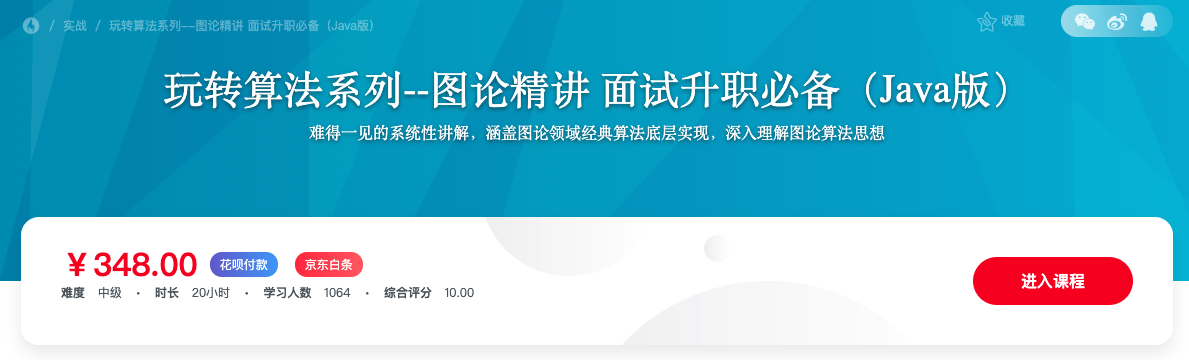 / 实战 / 玩转算法系列--图论精讲 面试升职必备（Java版）
收藏
玩转算法系列--图论精讲 面试升职必备（Java版）
难得一见的系统性讲解，涵盖图论领域经典算法底层实现，深入理解图论算法思想
￥348.00 花呗付款 京东白条
难度 中级 · 时长 20小时 · 学习人数 1064 · 综合评分 10.00
进入课程